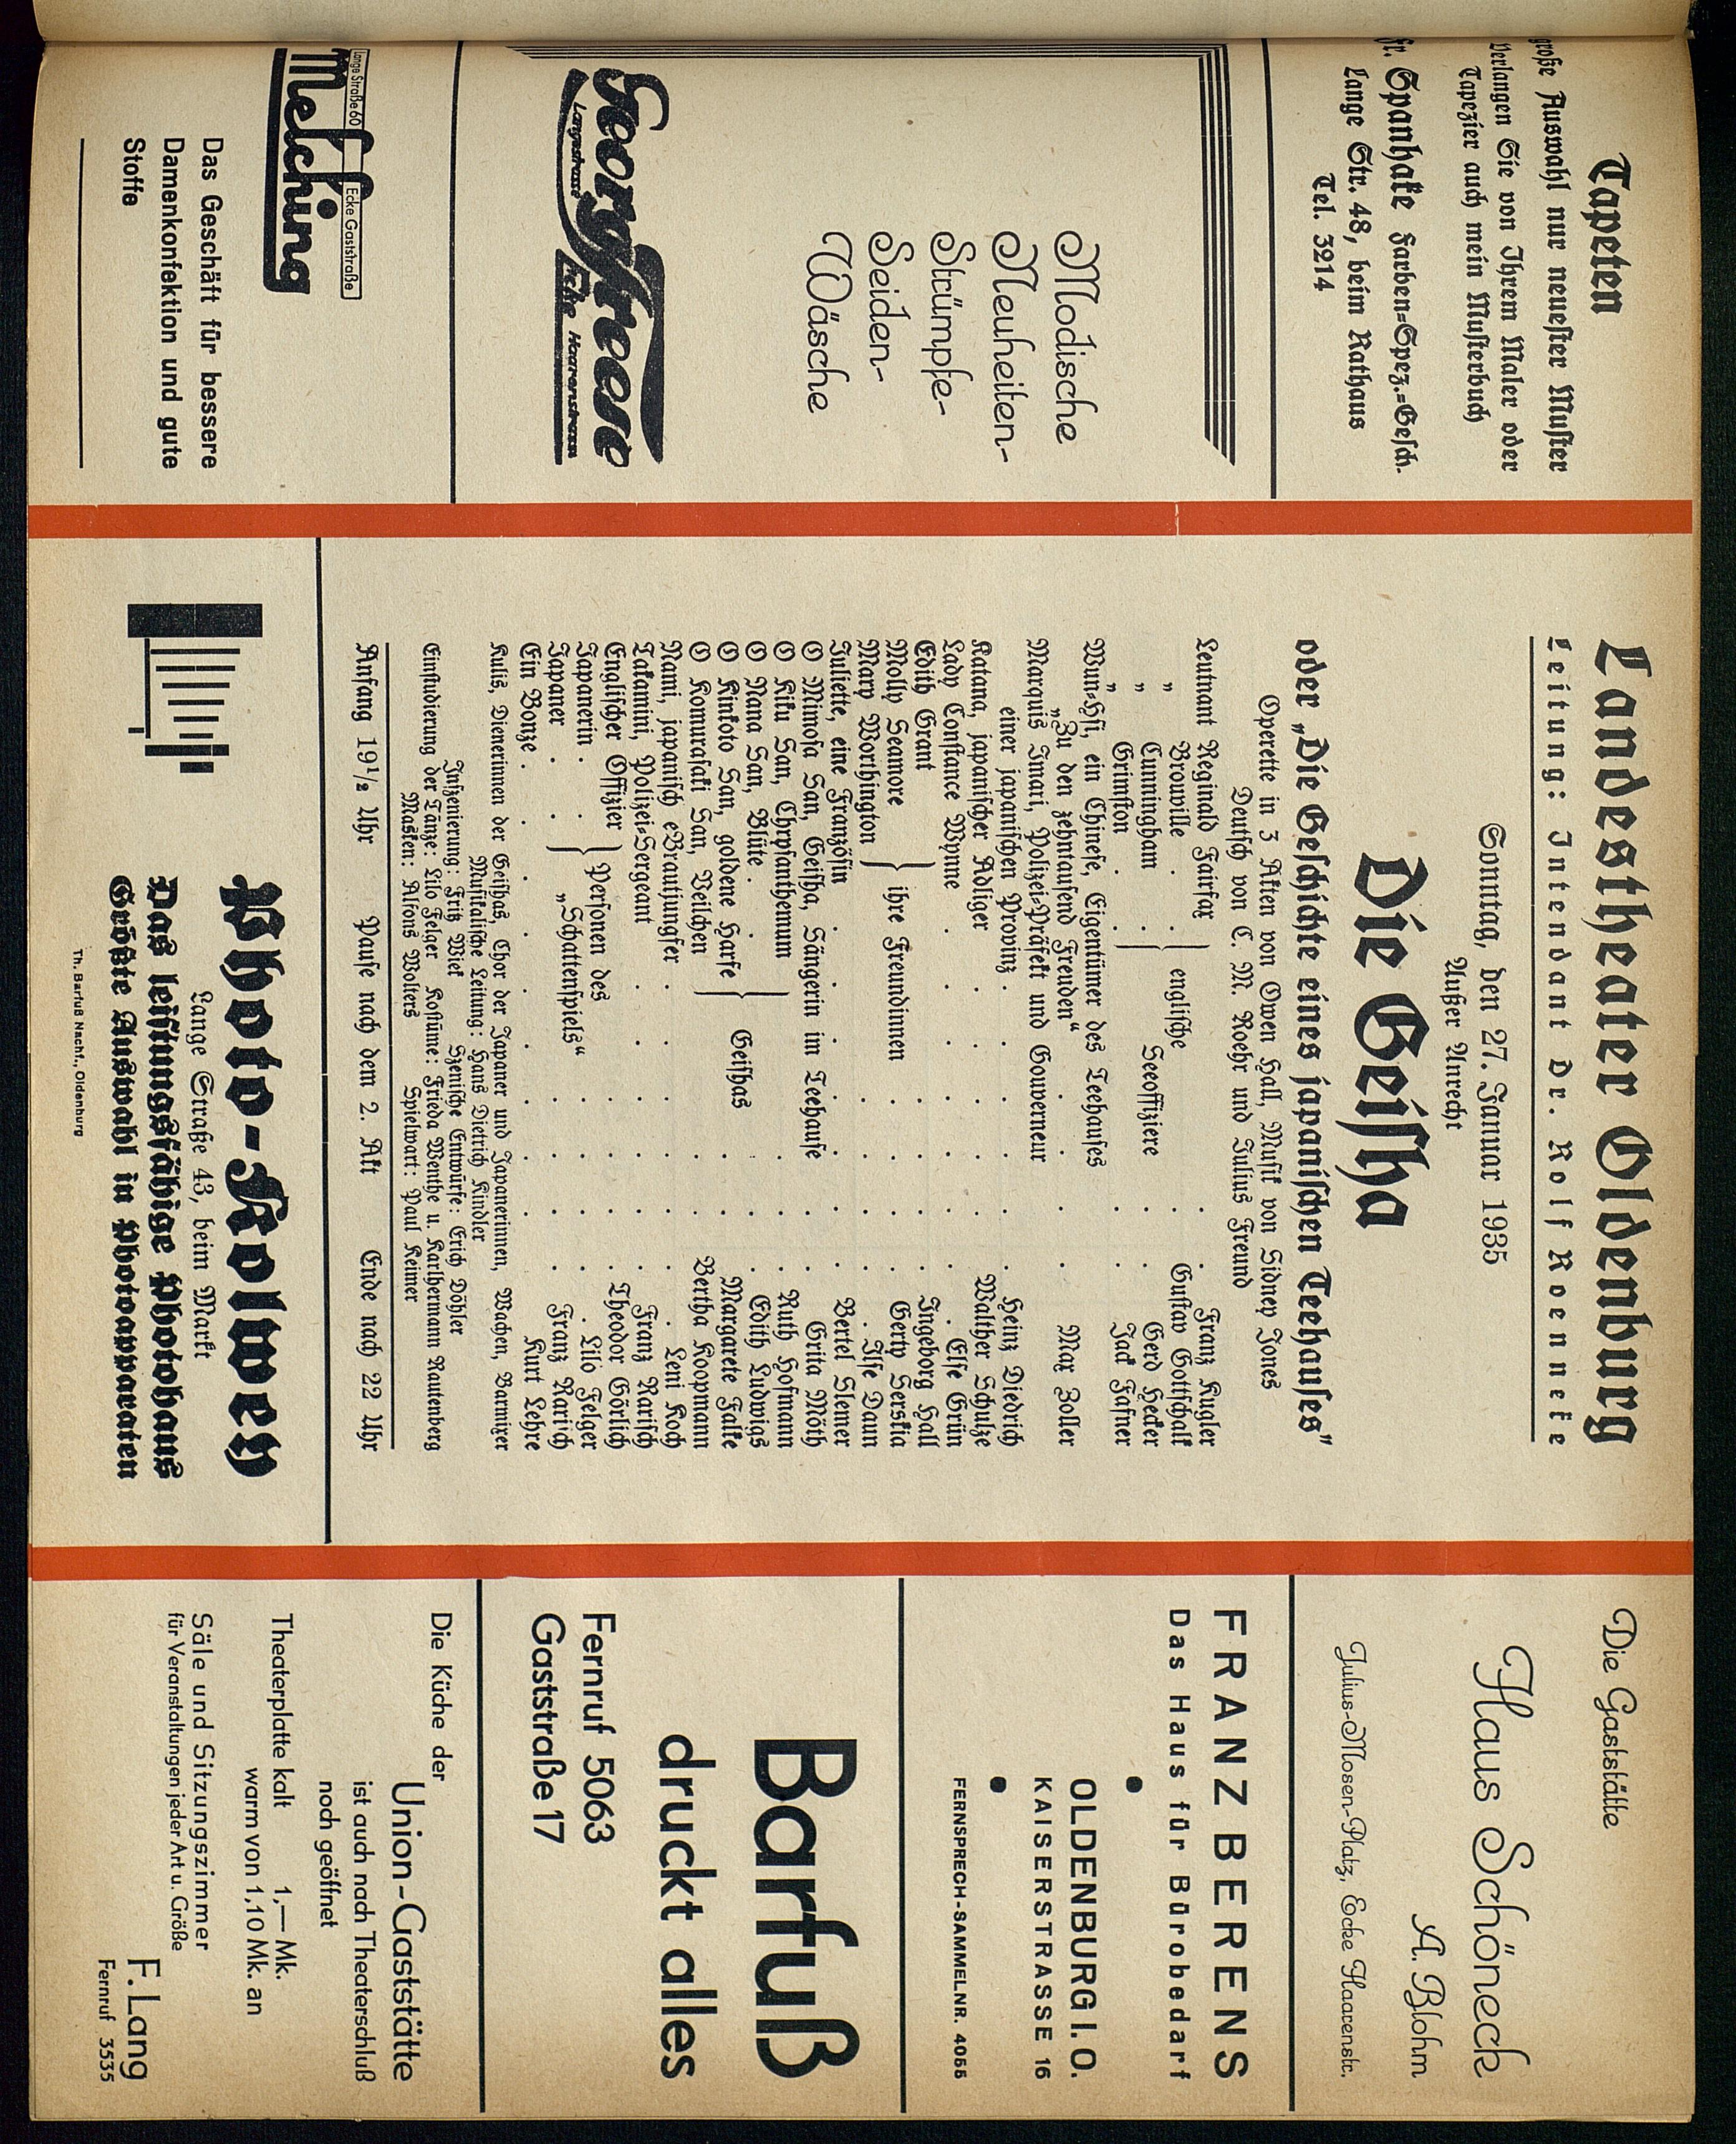 Tapeten
große Auswahl nur neuester Muster
Verlangen Sie von Ihrem Maler oder
Tapezier auch mein Musterbuch
Fr. Spanhake Farben-Spez.-Gesch.
Lange Str. 48, beim Rathaus
Tel. 3214
Modische
Neuheiten-
Strümpfe-
Seiden-
Wäsche
Georg Freese
Langestrasse Ecke Haarenstrasse
Lange Straße 60 Ecke Gaststraße
Melching
Das Geschäft für bessere
Damenkonfektion und gute
Stoffe
Landestheater Oldenburg
Leitung: Intendant Dr. Rolf Roenneke
Sonntag, den 27. Januar 1935
Außer Anrecht
Die Geisha
oder „Die Geschichte eines japanischen Teehauses“
Operette in 3 Akten von Owen Hall, Musik von Sidney Jones
Deutsch von C. M. Roehr und Julius Freund
Leutnant Reginald Fairfax . Franz Kugler
„ Bronville . } englische . Gustav Gottschalk
„ Cunningham . Seeoffiziere . Gerd Hecker
„ Grimston . . Jack Fafner
Wun-Hsi, ein Chinese, Eigentümer des Teehauses
„Zu den zehntausend Freuden“ . . . Max Zoller
Marquis Imari, Polizei-Präfekt und Gouverneur
einer japanischen Provinz . . . . Heinz Diedrich
Katana, japanischer Adliger . . . . Walther Schulze
Lady Constance Wynne . . . . . Else Grün
Edith Grant } . . . Ingeborg Hall
Molly Seamore } ihre Freundinnen . . . Gerty Serskia
Mary Worthington } . . . Ilse Daun
Juliette, eine Französin . . . . . Bertel Slemer
O Mimosa San, Geisha, Sängerin im Teehause . Grita Möth
O Kiku San, Chrysanthemum } . . . Ruth Hofmann
O Nana San, Blüte . . } Geishas . . Edith Ludwigs
O Kinkoto San, goldene Harfe } . . Margarete Falke
O Komurasaki San, Veilchen } . . Bertha Koopmann
Nami, japanisch eBrautjungfer . . . . Leni Koch
Takamini, Polizei-Sergeant . . . . Franz Rarisch
Englischer Offizier } . . . Theodor Görlich
Japanerin . . } Personen des . . . Lilo Felger
Japaner . . } „Schattenspiels“ . . . Franz Rarisch
Ein Bonze . . . . . . . Kurt Lehre
Kulis, Dienerinnen der Geishas, Chor der Japaner und Japanerinnen, Wachen, Barmixer
Musikalische Leitung: Hans Dietrich Kindler
Inszenierung: Fritz Wiek Szenische Entwürfe: Erich Döhler
Einstudierung der Tänze: Lilo Felger Kostüme: Frieda Menthe u. Karlhermann Rautenberg
Masken: Alfons Wolters Spielwart: Paul Reimer
Anfang 19½ Uhr Pause nach dem 2. Akt Ende nach 22 Uhr
Photo-Kolwey
Lange Straße 43, beim Markt
Das leistungsfähige Photohaus
Größte Auswahl in Photoapparaten
Th. Barfuß Nachf., Oldenburg
Die Gaststätte
Haus Schöneck
A. Blohm
Julius-Mosen-Platz, Ecke Haarenstr.
FRANZ BERENS
Das Haus für Bürobedarf
OLDENBURG I. O.
KAISERSTRASSE 16
FERNSPRECH-SAMMELNR. 4055
Barfuß
druckt alles
Fernruf 5063
Gaststraße 17
Die Küche der
Union-Gaststätte
ist auch nach Theaterschluß
noch geöffnet
Theaterplatte kalt 1,— Mk.
warm von 1,10 Mk. an
Säle und Sitzungszimmer
für Veranstaltungen jeder Art u. Größe
F. Lang
Fernruf 3535